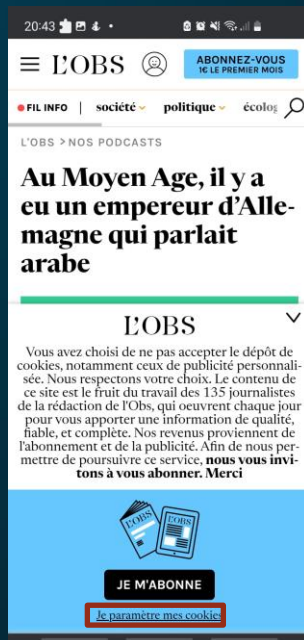 20:43
L'OBS
ABONNEZ-VOUS
1€ LE PREMIER MOIS
FIL INFO | société politique écolog
L'OBS > NOS PODCASTS
Au Moyen Age, il y a
eu un empereur d'Alle-
magne qui parlait
arabe
L'OBS
Vous avez choisi de ne pas accepter le dépôt de
cookies, notamment ceux de publicité personnali-
sée. Nous respectons votre choix. Le contenu de
ce site est le fruit du travail des 135 journalistes
de la rédaction de l'Obs, qui oeuvrent chaque jour
pour vous apporter une information de qualité,
fiable, et complète. Nos revenus proviennent de
l'abonnement et de la publicité. Afin de nous per-
mettre de poursuivre ce service, nous vous invi-
tons à vous abonner. Merci
L'OBS
L'OBS
JE M'ABONNE
Je paramètre mes cookies